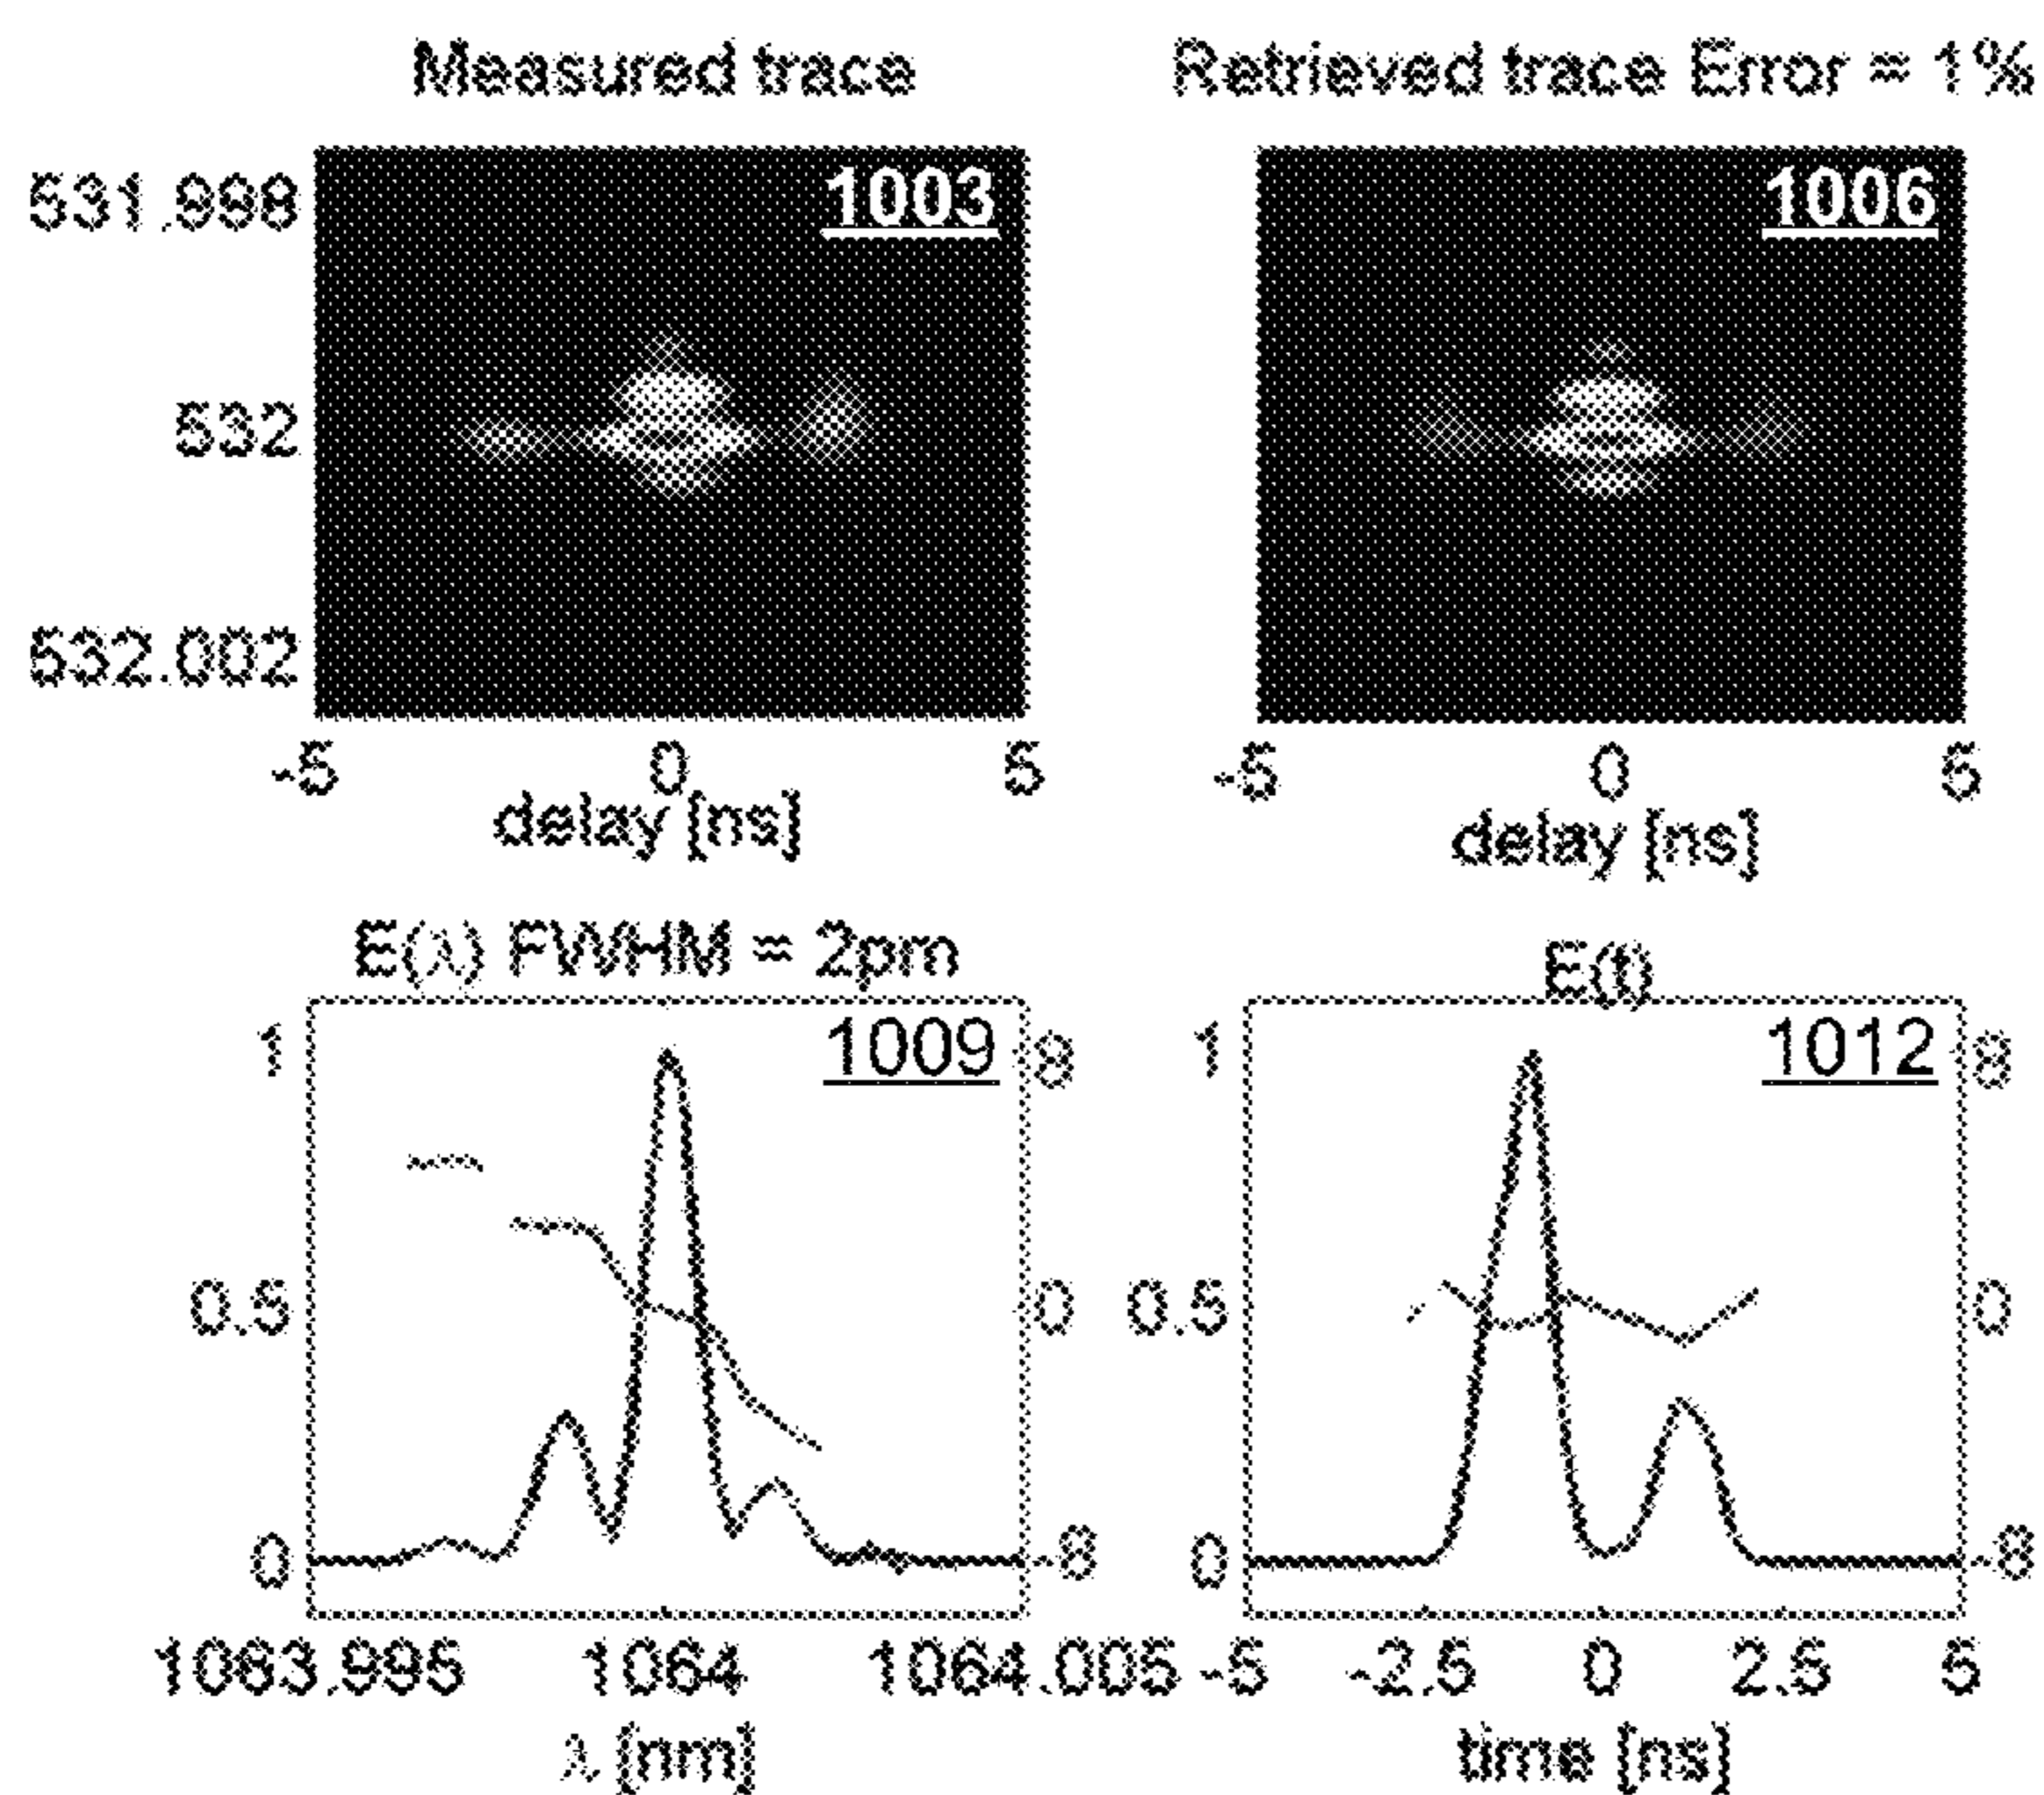 Measured trace
Retrieved trace Error = 1%
531.998
532
532.002
1003
1006
-5 0 5
delay [ns]
-5 0 5
delay [ns]
E(λ) FWHM = 2pm
E(t)
1 0.5 0
1009
8 0 -8
1063.995 1064 1064.005
λ [nm]
1 0.5 0
1012
8 0 -8
-5 -2.5 0 2.5 5
time [ns]